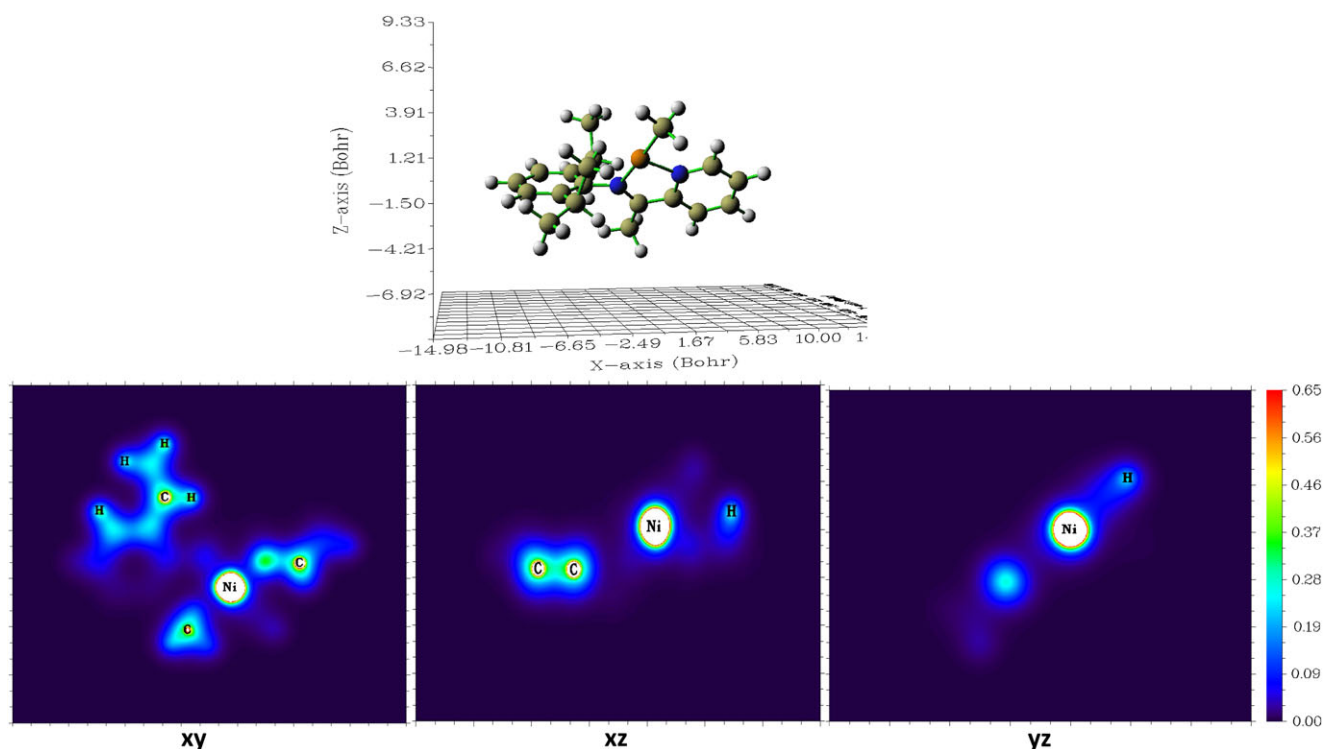 9.33
6.62
3.91
1.21
−1.50
−4.21
−6.92
Z−axis (Bohr)
−14.98 −10.81 −6.65 −2.49 1.67 5.83 10.00
X−axis (Bohr)
H
H
C H
H
C
Ni
C
xy
Ni
H
C C
xz
H
Ni
yz
0.65
0.56
0.46
0.37
0.28
0.19
0.09
0.00